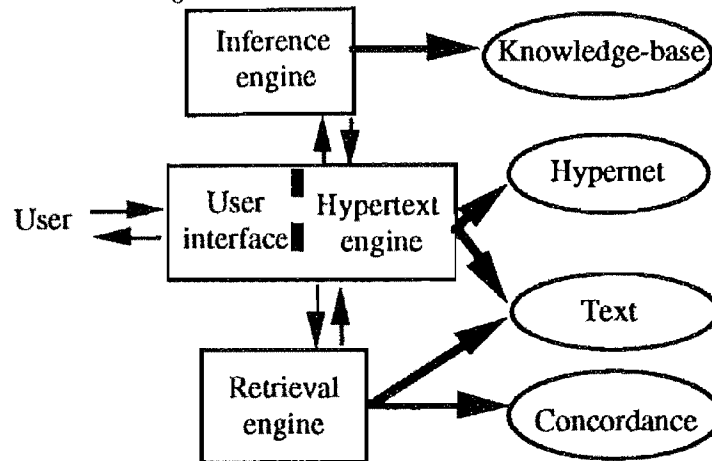 Inference
engine
Knowledge-base
User
User
interface
Hypertext
engine
Hypernet
Text
Retrieval
engine
Concordance